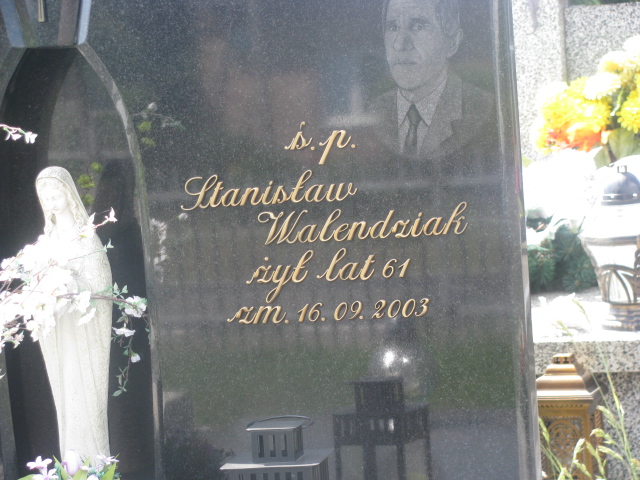 ś.p.
Stanisław
Walendziak
żył lat 61
zm. 16.09.2003